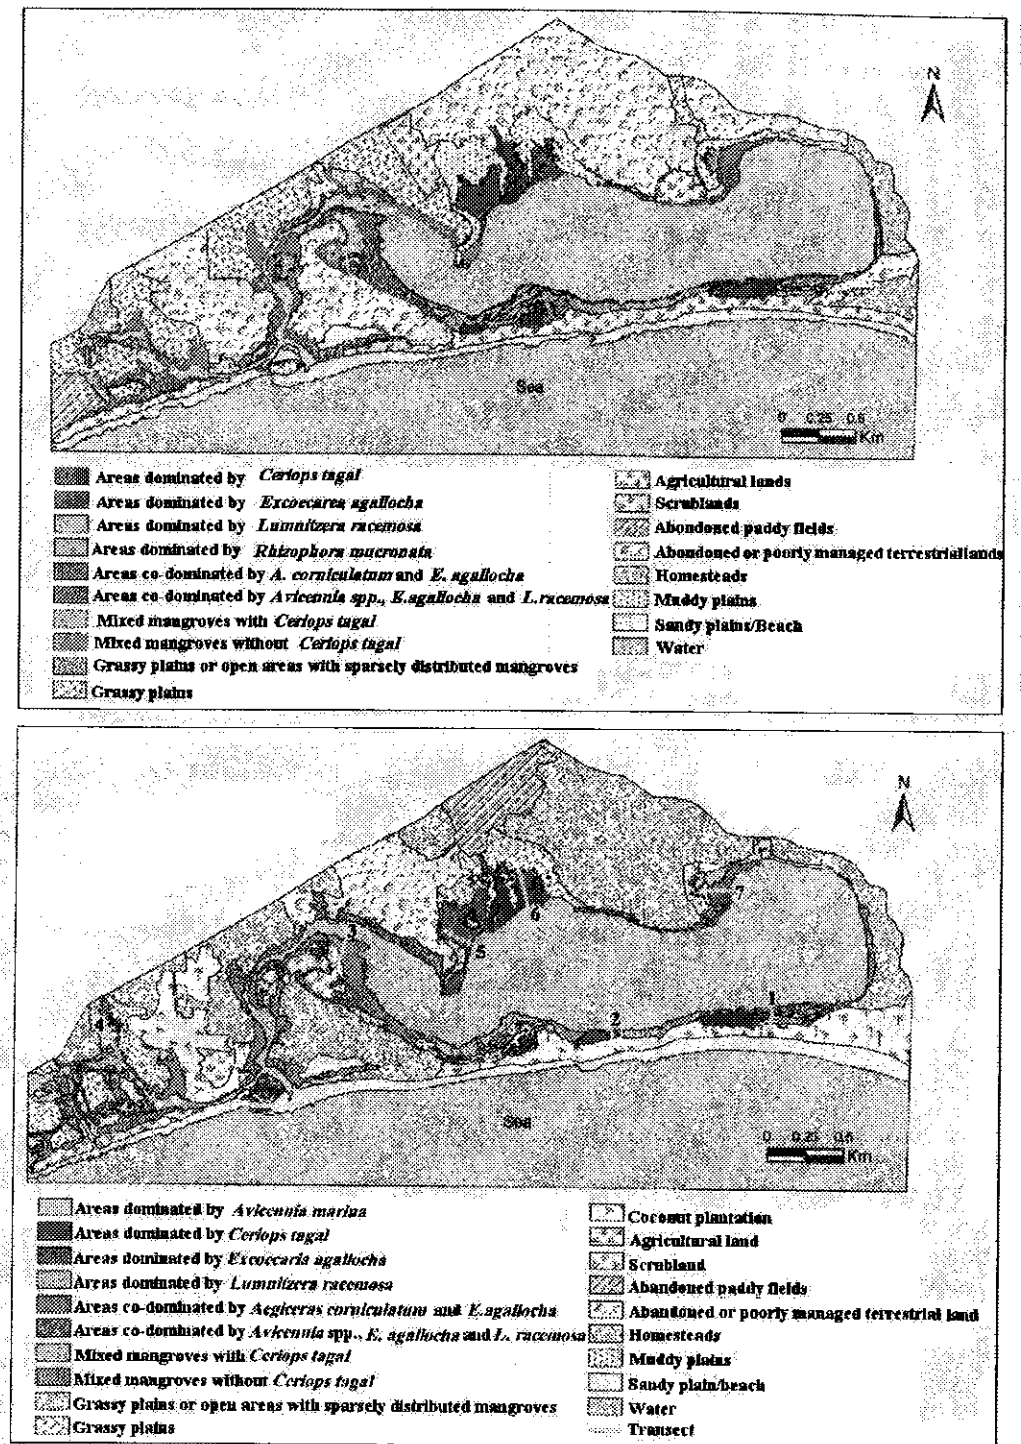 N
Sea
0 0.25 0.5
Km
Areas dominated by Ceriops tagal
Areas dominated by Excoecarea agallocha
Areas dominated by Lumnitzera racemosa
Areas dominated by Rhizophora mucronata
Areas co-dominated by A. corniculatum and E. agallocha
Areas co-dominated by Avicennia spp., E.agallocha and L.racemosa
Mixed mangroves with Ceriops tagal
Mixed mangroves without Ceriops tagal
Grassy plains or open areas with sparsely distributed mangroves
Grassy plains
Agricultural lands
Scrublands
Abondoned paddy fields
Abandoned or poorly managed terrestriallands
Homesteads
Muddy plains
Sandy plains/Beach
Water
N
7
6
3
5
1
2
4
Sea
0 0.25 0.5
Km
Areas dominated by Avicennia marina
Areas dominated by Ceriops tagal
Areas dominated by Excoecaria agallocha
Areas dominated by Lumnitzera racemosa
Areas co-dominated by Aegiceras corniculatum and E.agallocha
Areas co-dominated by Avicennia spp., E. agallocha and L. racemosa
Mixed mangroves with Ceriops tagal
Mixed mangroves without Ceriops tagal
Grassy plains or open areas with sparsely distributed mangroves
Grassy plains
Coconut plantation
Agricultural land
Scrubland
Abandoned paddy fields
Abandoned or poorly managed terrestrial land
Homesteads
Muddy plains
Sandy plain/beach
Water
Transect